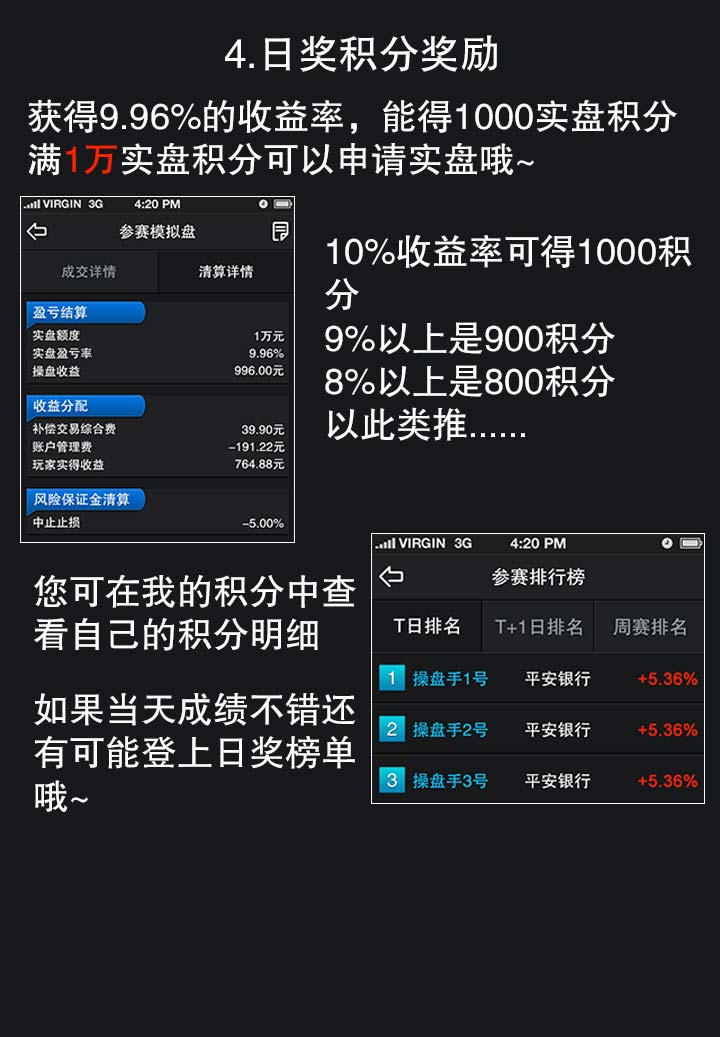 4.日奖积分奖励
获得9.96%的收益率，能得1000实盘积分
满1万实盘积分可以申请实盘哦~
VIRGIN 3G 4:20 PM
参赛模拟盘
成交详情 清算详情
盈亏结算
实盘额度 1万元
实盘盈亏率 9.96%
操盘收益 996.00元
收益分配
补偿交易综合费 39.90元
账户管理费 -191.22元
玩家实得收益 764.88元
风险保证金清算
中止止损 -5.00%
10%收益率可得1000积
分
9%以上是900积分
8%以上是800积分
以此类推......
您可在我的积分中查
看自己的积分明细
如果当天成绩不错还
有可能登上日奖榜单
哦~
VIRGIN 3G 4:20 PM
参赛排行榜
T日排名 T+1日排名 周赛排名
1 操盘手1号 平安银行 +5.36%
2 操盘手2号 平安银行 +5.36%
3 操盘手3号 平安银行 +5.36%